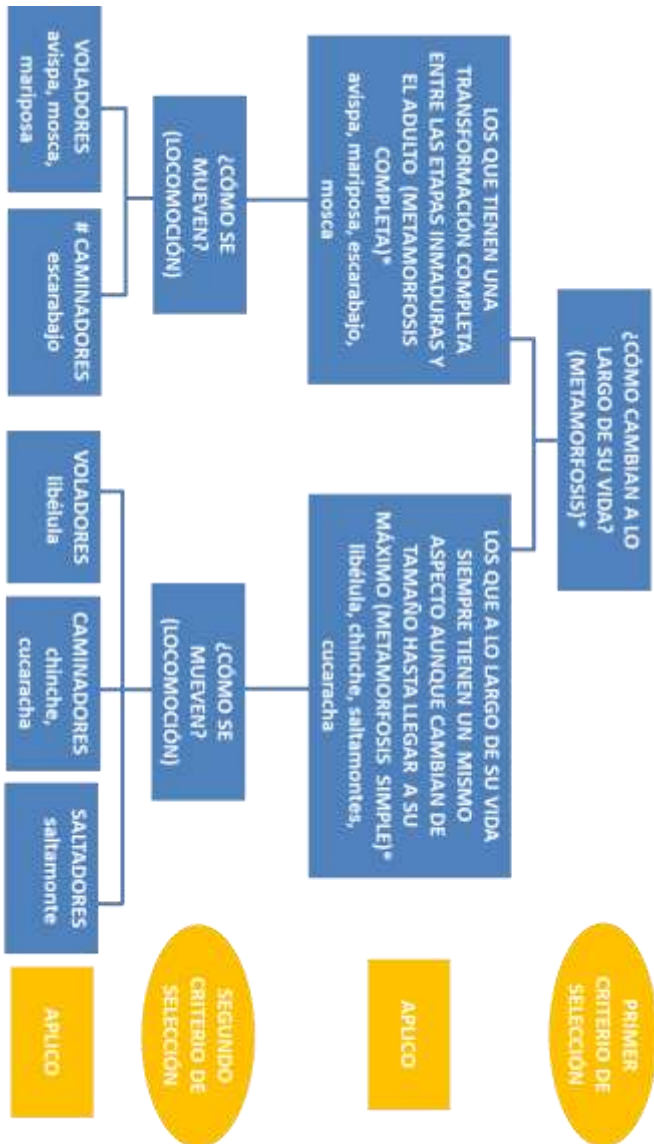 ¿CÓMO CAMBIAN A LO
LARGO DE SU VIDA?
(METAMORFOSIS)*
PRIMER
CRITERIO DE
SELECCIÓN
LOS QUE TIENEN UNA
TRANSFORMACIÓN COMPLETA
ENTRE LAS ETAPAS INMADURAS Y
EL ADULTO (METAMORFOSIS
COMPLETA)*
avispa, mariposa, escarabajo,
mosca
LOS QUE A LO LARGO DE SU VIDA
SIEMPRE TIENEN UN MISMO
ASPECTO AUNQUE CAMBIAN DE
TAMAÑO HASTA LLEGAR A SU
MÁXIMO (METAMORFOSIS SIMPLE)*
libélula, chinche, saltamontes,
cucaracha
APLICO
¿CÓMO SE
MUEVEN?
(LOCOMOCIÓN)
¿CÓMO SE
MUEVEN?
(LOCOMOCIÓN)
SEGUNDO
CRITERIO DE
SELECCIÓN
VOLADORES
avispa, mosca,
mariposa
# CAMINADORES
escarabajo
VOLADORES
libélula
CAMINADORES
chinche,
cucaracha
SALTADORES
saltamonte
APLICO